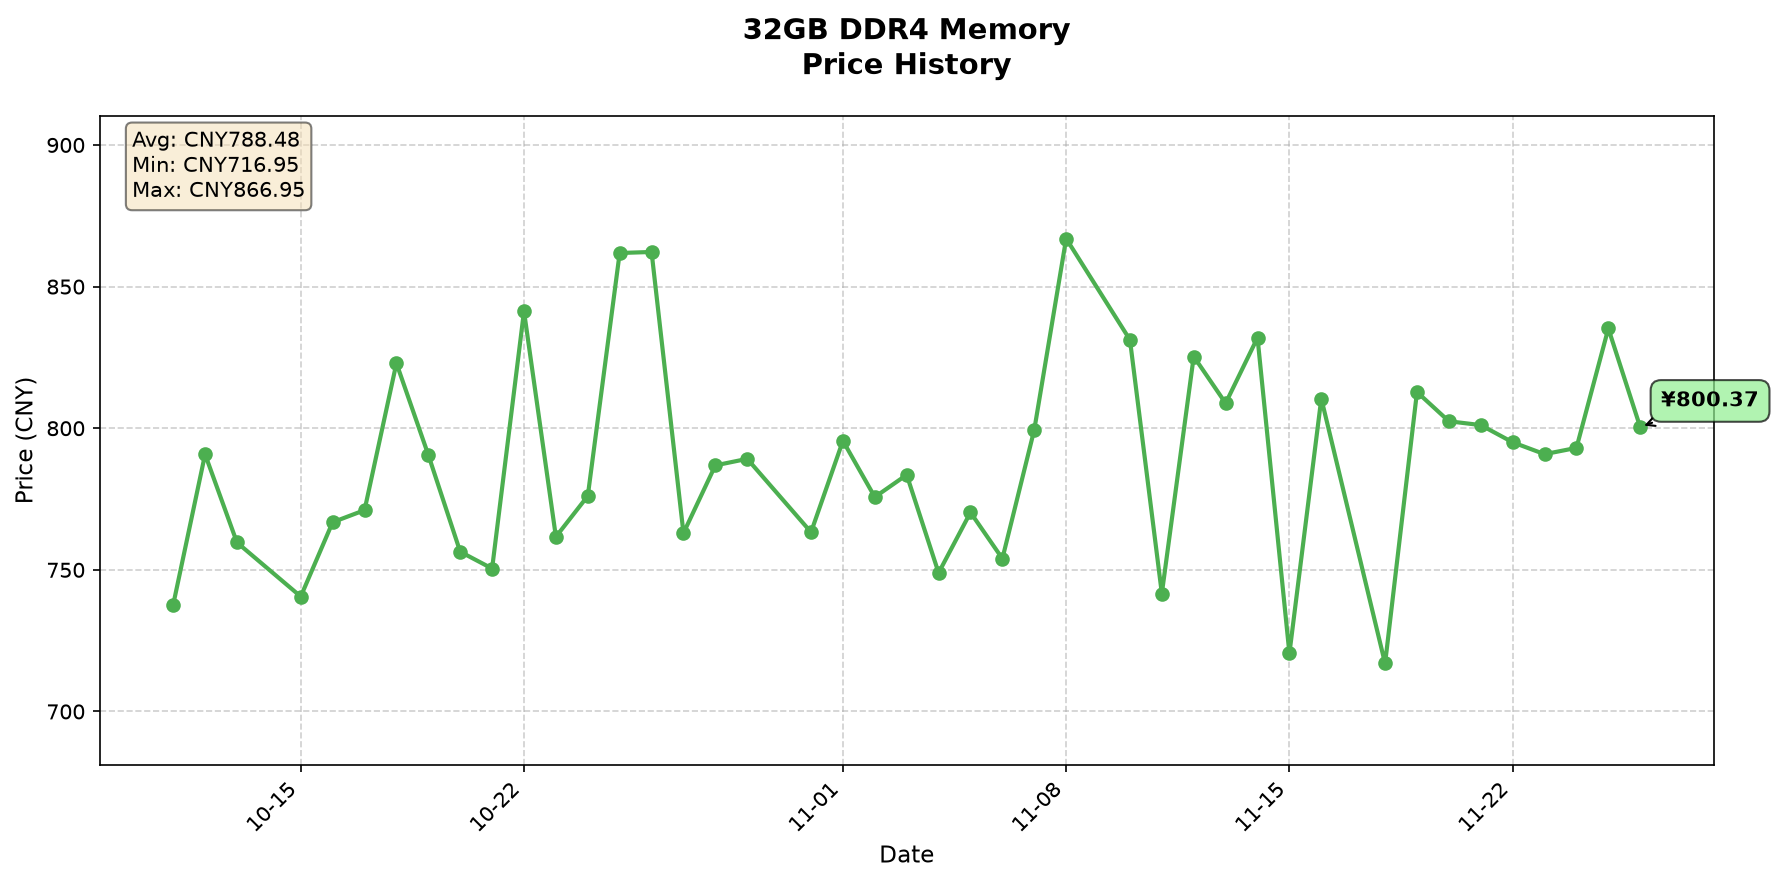 32GB DDR4 Memory
Price History
Avg: CNY788.48
Min: CNY716.95
Max: CNY866.95
900
850
800
750
700
Price (CNY)
¥800.37
10-15
10-22
11-01
11-08
11-15
11-22
Date